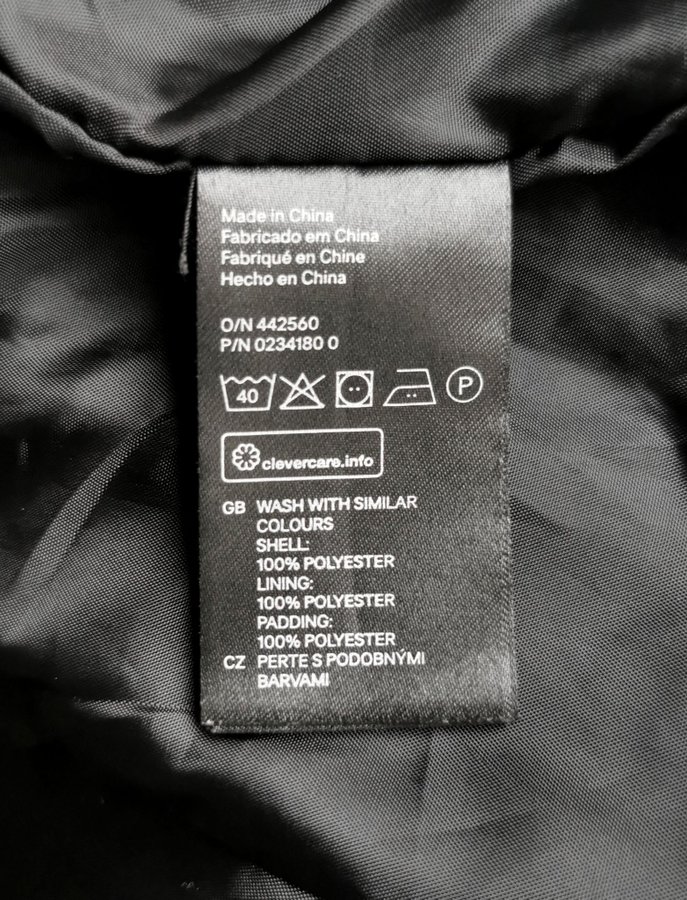 Made in China
Fabricado em China
Fabriqué en Chine
Hecho en China
O/N 442560
P/N 0234180 0
40 P
clevercare.info
GB WASH WITH SIMILAR
COLOURS
SHELL:
100% POLYESTER
LINING:
100% POLYESTER
PADDING:
100% POLYESTER
CZ PERTE S PODOBNÝMI
BARVAMI